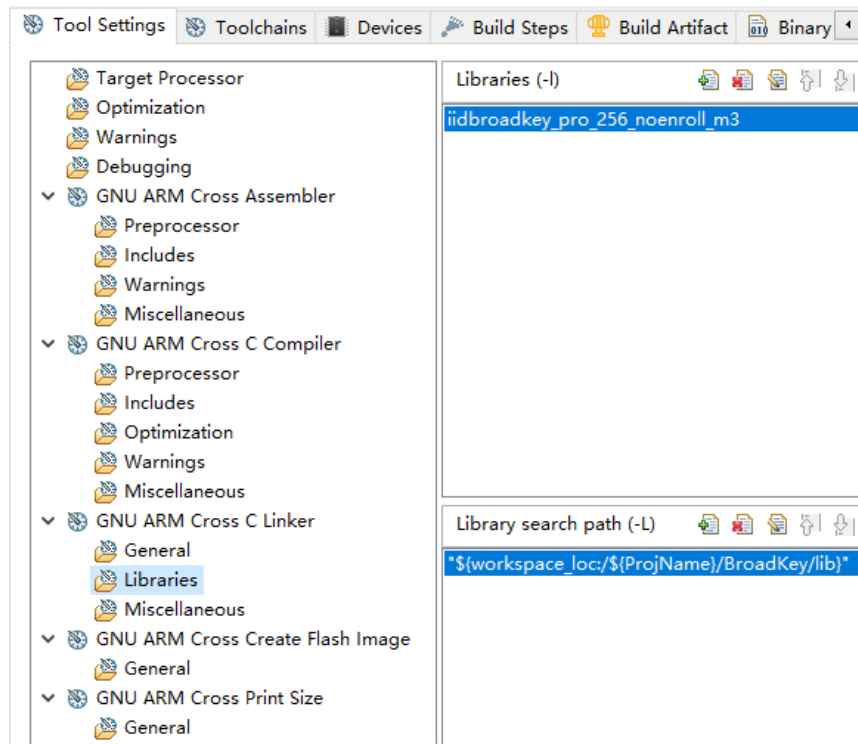 Tool Settings Toolchains Devices Build Steps Build Artifact Binary
Target Processor
Optimization
Warnings
Debugging
GNU ARM Cross Assembler
Preprocessor
Includes
Warnings
Miscellaneous
GNU ARM Cross C Compiler
Preprocessor
Includes
Optimization
Warnings
Miscellaneous
GNU ARM Cross C Linker
General
Libraries
Miscellaneous
GNU ARM Cross Create Flash Image
General
GNU ARM Cross Print Size
General
Libraries (-l)
iidbroadkey_pro_256_noenroll_m3
Library search path (-L)
"${workspace_loc:/${ProjName}/BroadKey/lib}"